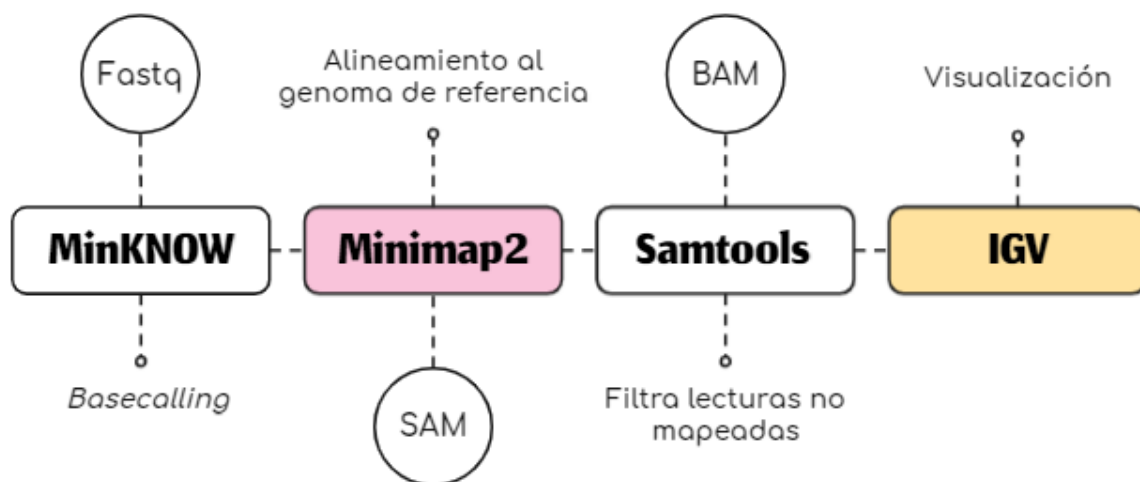 Fastq
Alineamiento al
genoma de referencia
BAM
Visualización
MinKNOW
Minimap2
Samtools
IGV
Basecalling
SAM
Filtra lecturas no
mapeadas